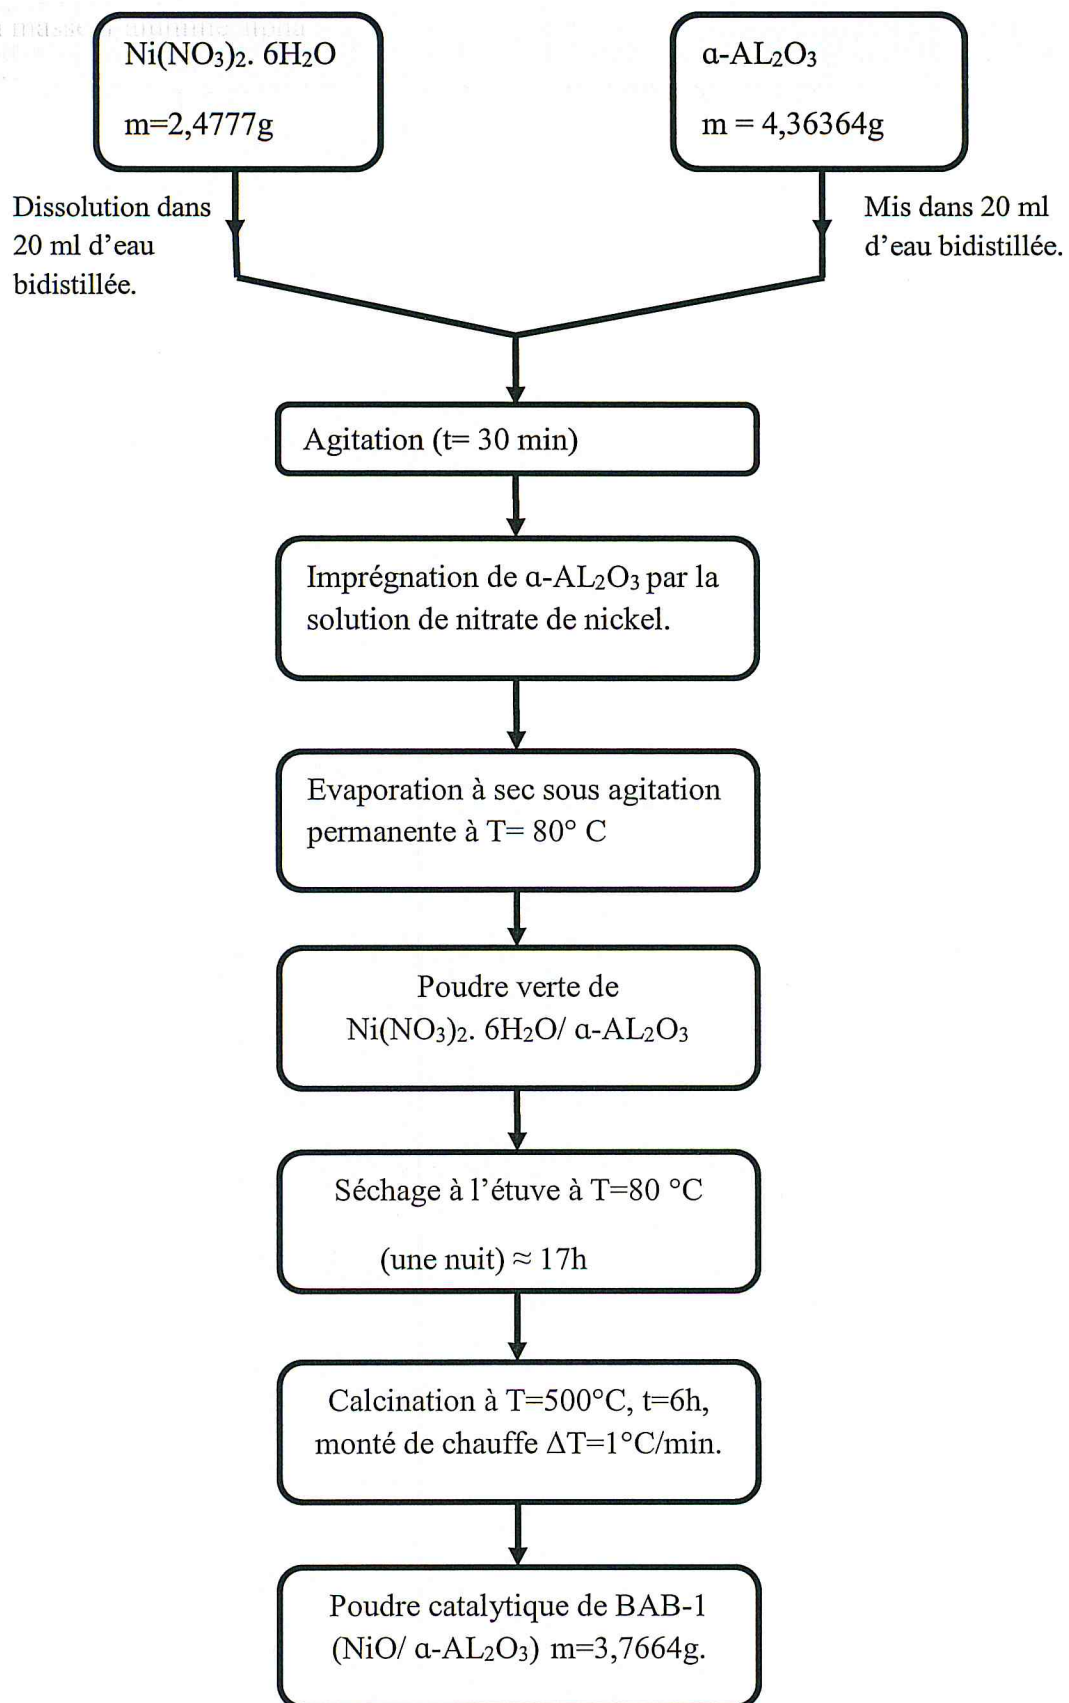 Ni(NO₃)₂. 6H₂O
m=2,4777g
α-AL₂O₃
m = 4,36364g
Dissolution dans
20 ml d’eau
bidistillée.
Mis dans 20 ml
d’eau bidistillée.
Agitation (t= 30 min)
Imprégnation de α-AL₂O₃ par la
solution de nitrate de nickel.
Evaporation à sec sous agitation
permanente à T= 80° C
Poudre verte de
Ni(NO₃)₂. 6H₂O/ α-AL₂O₃
Séchage à l’étuve à T=80 °C
(une nuit) ≈ 17h
Calcination à T=500°C, t=6h,
monté de chauffe ΔT=1°C/min.
Poudre catalytique de BAB-1
(NiO/ α-AL₂O₃) m=3,7664g.